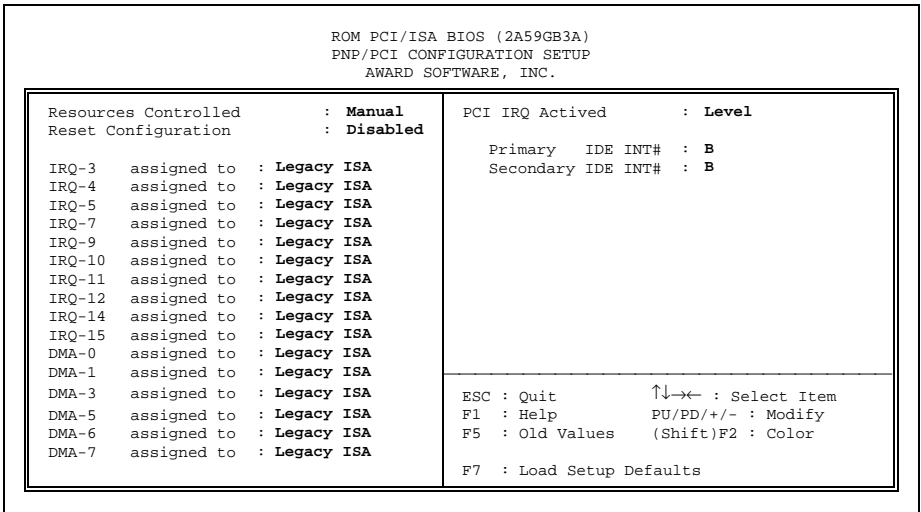 ROM PCI/ISA BIOS (2A59GB3A)
PNP/PCI CONFIGURATION SETUP
AWARD SOFTWARE, INC.
Resources Controlled : Manual
Reset Configuration : Disabled
IRQ-3 assigned to : Legacy ISA
IRQ-4 assigned to : Legacy ISA
IRQ-5 assigned to : Legacy ISA
IRQ-7 assigned to : Legacy ISA
IRQ-9 assigned to : Legacy ISA
IRQ-10 assigned to : Legacy ISA
IRQ-11 assigned to : Legacy ISA
IRQ-12 assigned to : Legacy ISA
IRQ-14 assigned to : Legacy ISA
IRQ-15 assigned to : Legacy ISA
DMA-0 assigned to : Legacy ISA
DMA-1 assigned to : Legacy ISA
DMA-3 assigned to : Legacy ISA
DMA-5 assigned to : Legacy ISA
DMA-6 assigned to : Legacy ISA
DMA-7 assigned to : Legacy ISA
PCI IRQ Actived : Level
Primary IDE INT# : B
Secondary IDE INT# : B
ESC : Quit ↑↓→← : Select Item
F1 : Help PU/PD/+/- : Modify
F5 : Old Values (Shift)F2 : Color
F7 : Load Setup Defaults